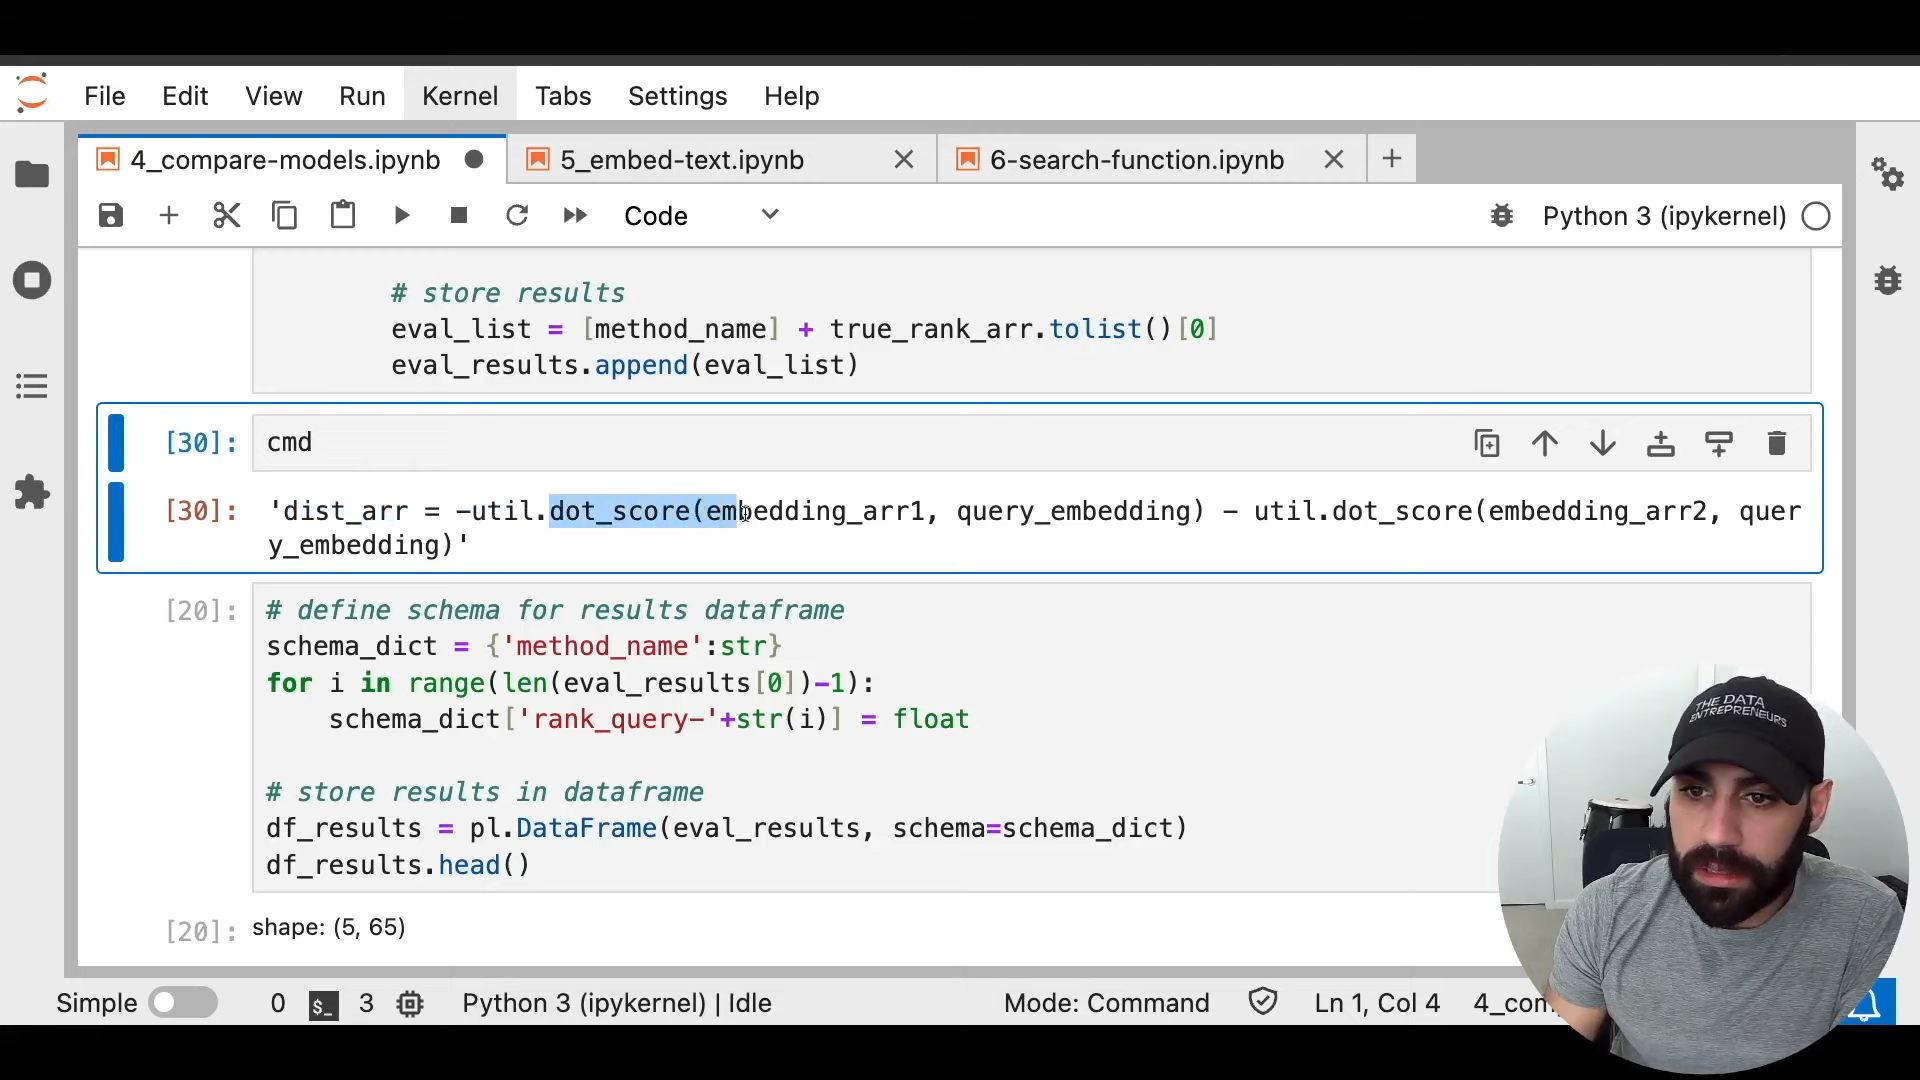 File Edit View Run Kernel Tabs Settings Help
4_compare-models.ipynb 5_embed-text.ipynb 6-search-function.ipynb
Code Python 3 (ipykernel)
# store results
eval_list = [method_name] + true_rank_arr.tolist()[0]
eval_results.append(eval_list)
[30]: cmd
[30]: 'dist_arr = -util.dot_score(embedding_arr1, query_embedding) - util.dot_score(embedding_arr2, quer
y_embedding)'
[20]: # define schema for results dataframe
schema_dict = {'method_name':str}
for i in range(len(eval_results[0])-1):
schema_dict['rank_query-'+str(i)] = float
# store results in dataframe
df_results = pl.DataFrame(eval_results, schema=schema_dict)
df_results.head()
[20]: shape: (5, 65)
THE DATA
ENTREPRENEURS
Simple 0 $_ 3 Python 3 (ipykernel) | Idle Mode: Command Ln 1, Col 4 4_com